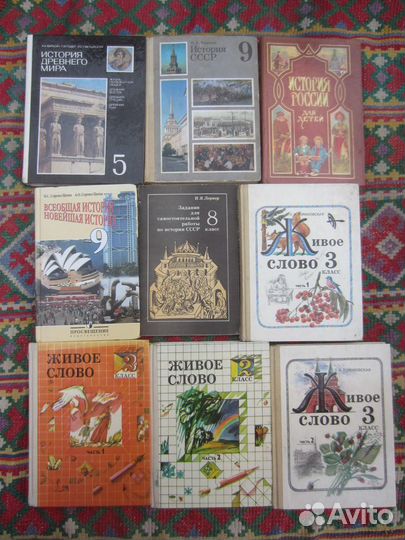 ИСТОРИЯ
ДРЕВНЕГО
МИРА
5
История
СССР
9
ИСТОРИЯ
РОССИИ
ДЛЯ
ДЕТЕЙ
ВСЕОБЩАЯ ИСТОРИЯ
НОВЕЙШАЯ ИСТОРИЯ
9
ПРОСВЕЩЕНИЕ
И. Я. Лернер
Задания
для
самостоятельной
работы
по истории СССР
8
класс
Живое
СЛОВО 3
КЛАСС
ЧАСТЬ 1
ЖИВОЕ
СЛОВО
3
КЛАСС
ЧАСТЬ 1
ЖИВОЕ
СЛОВО
2
КЛАСС
ЧАСТЬ 2
Живое
СЛОВО 3
КЛАСС
ЧАСТЬ 2
Avito